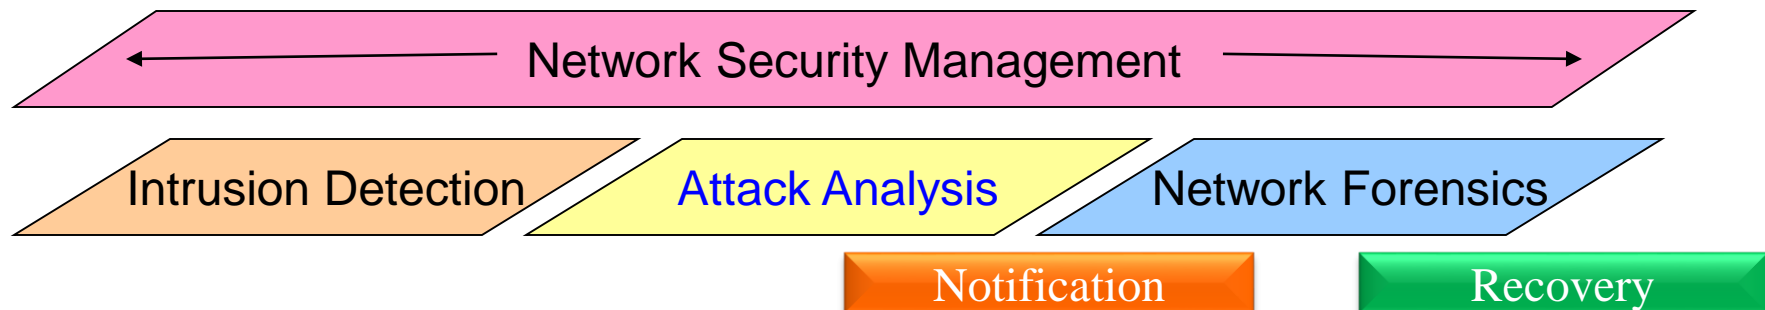 Network Security Management
Intrusion Detection
Attack Analysis
Network Forensics
Notification
Recovery